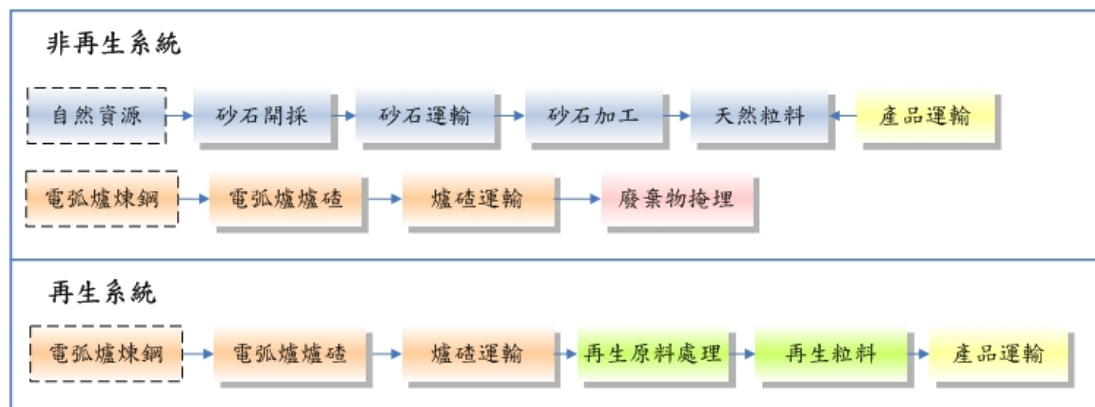 非再生系統
自然資源 砂石開採 砂石運輸 砂石加工 天然粒料 產品運輸
電弧爐煉鋼 電弧爐爐碴 爐碴運輸 廢棄物掩埋
再生系統
電弧爐煉鋼 電弧爐爐碴 爐碴運輸 再生原料處理 再生粒料 產品運輸